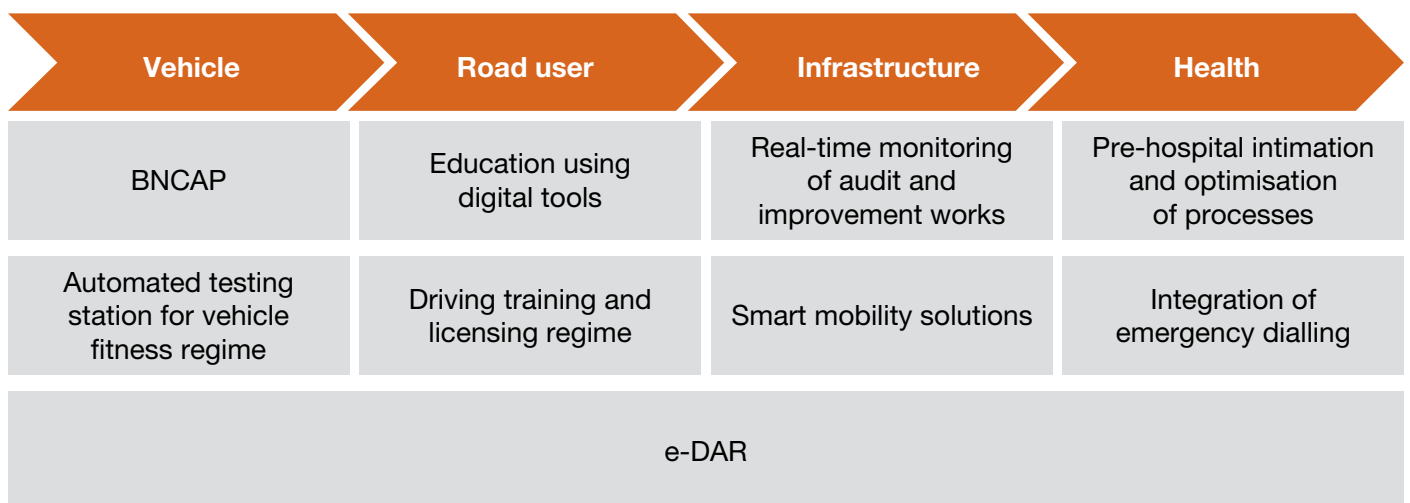 Vehicle
Road user
Infrastructure
Health
BNCAP
Education using
digital tools
Real-time monitoring
of audit and
improvement works
Pre-hospital intimation
and optimisation
of processes
Automated testing
station for vehicle
fitness regime
Driving training and
licensing regime
Smart mobility solutions
Integration of
emergency dialling
e-DAR